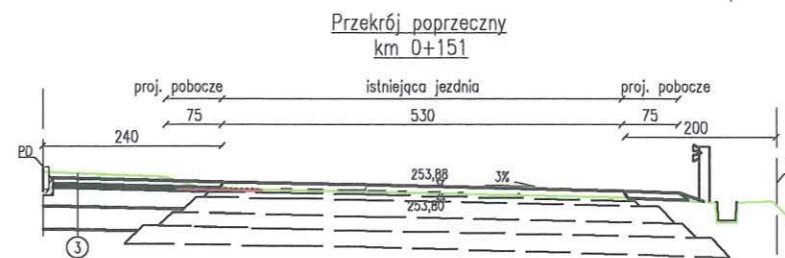 Przekrój poprzeczny
km 0+151
proj. pobocze istniejąca jezdnia proj. pobocze
75 530 75
240 200
PD
253,88 3%
253,80
3